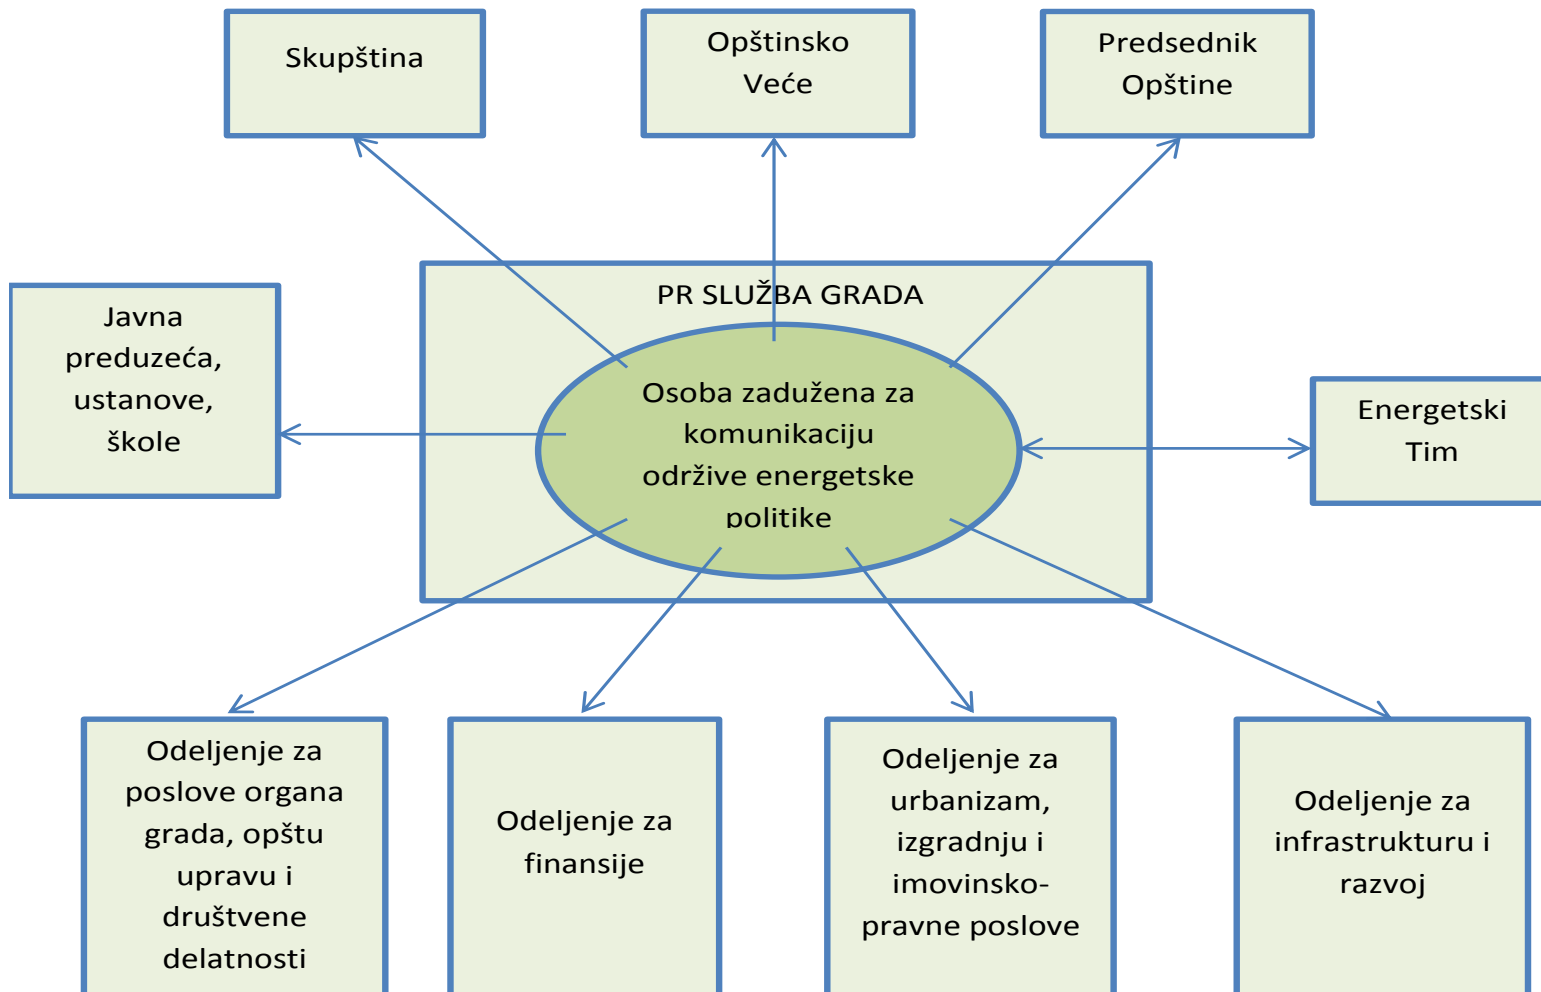 Skupština
Opštinsko
Veće
Predsednik
Opštine
PR SLUŽBA GRADA
Javna
preduzeća,
ustanove,
škole
Osoba zadužena za
komunikaciju
održive energetske
politike
Energetski
Tim
Odeljenje za
poslove organa
grada, opštu
upravu i
društvene
delatnosti
Odeljenje za
finansije
Odeljenje za
urbanizam,
izgradnju i
imovinsko-
pravne poslove
Odeljenje za
infrastrukturu i
razvoj